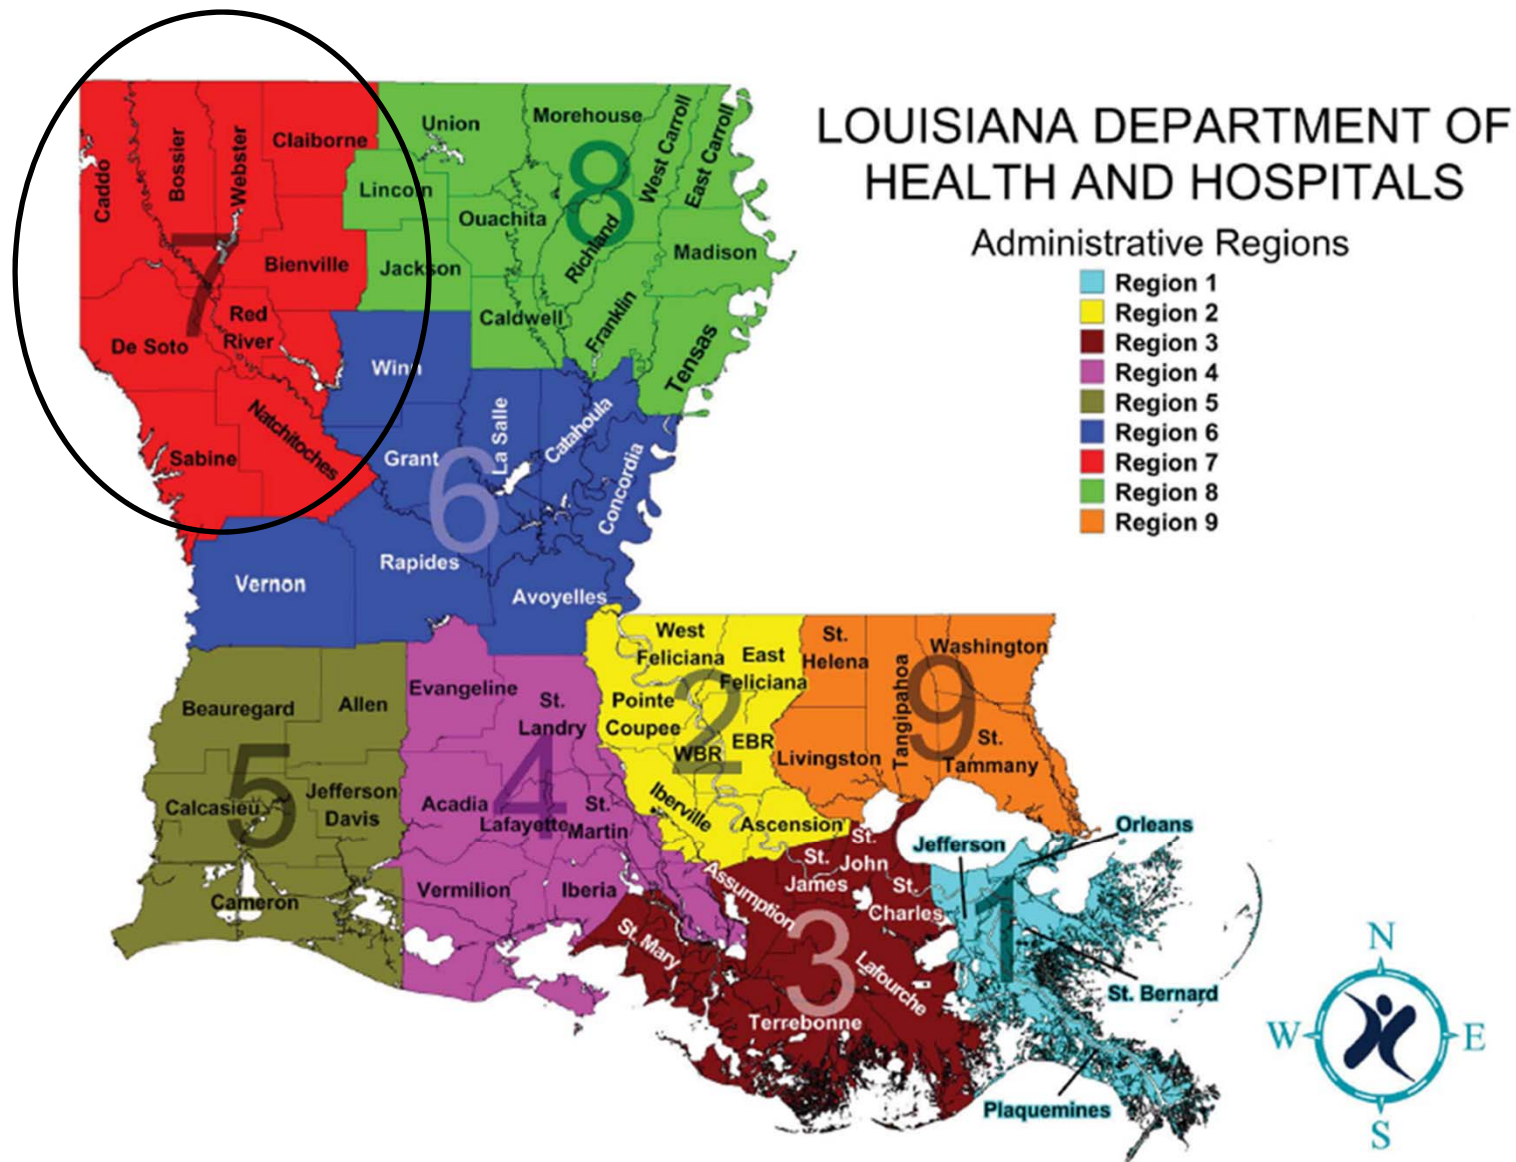 LOUISIANA DEPARTMENT OF
HEALTH AND HOSPITALS
Administrative Regions
Region 1
Region 2
Region 3
Region 4
Region 5
Region 6
Region 7
Region 8
Region 9
Caddo
Bossier
Webster
Claiborne
7
Bienville
De Soto
Red
River
Sabine
Natchitoches
Union
Morehouse
West Carroll
East Carroll
8
Lincoln
Ouachita
Richland
Madison
Jackson
Caldwell
Franklin
Tensas
Winn
Grant
La Salle
Catahoula
Concordia
6
Vernon
Rapides
Avoyelles
Beauregard
Allen
5
Calcasieu
Jefferson
Davis
Cameron
Evangeline
St.
Landry
4
Acadia
Lafayette
St.
Martin
Vermilion
Iberia
West
Feliciana
East
Feliciana
2
Pointe
Coupee
WBR
EBR
Iberville
Ascension
St.
Helena
Tangipahoa
Washington
9
Livingston
St.
Tammany
St.
John
St.
James
St.
Charles
Assumption
3
St. Mary
Lafourche
Terrebonne
Jefferson
Orleans
1
St. Bernard
Plaquemines
N
W
E
S